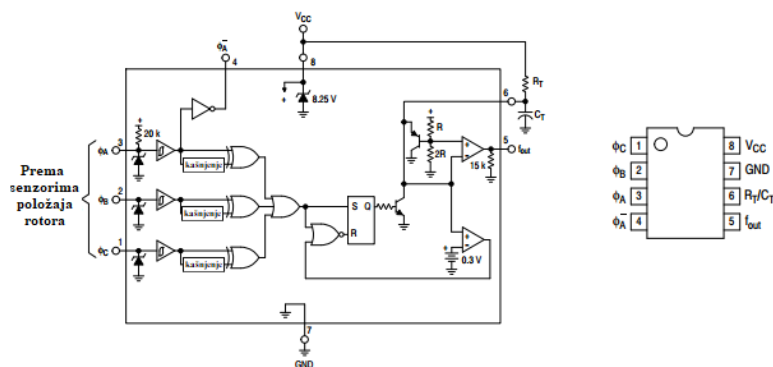 V_CC
φ_A̅
4
8
8.25 V
R_T
6
C_T
20 k
R
2R
15 k
5
f_out
Prema
senzorima
položaja
rotora
φ_A
3
φ_B
2
φ_C
1
kašnjenje
kašnjenje
kašnjenje
S Q
R
0.3 V
7
GND
φ_C 1
8 V_CC
φ_B 2
7 GND
φ_A 3
6 R_T/C_T
φ_A̅ 4
5 f_out